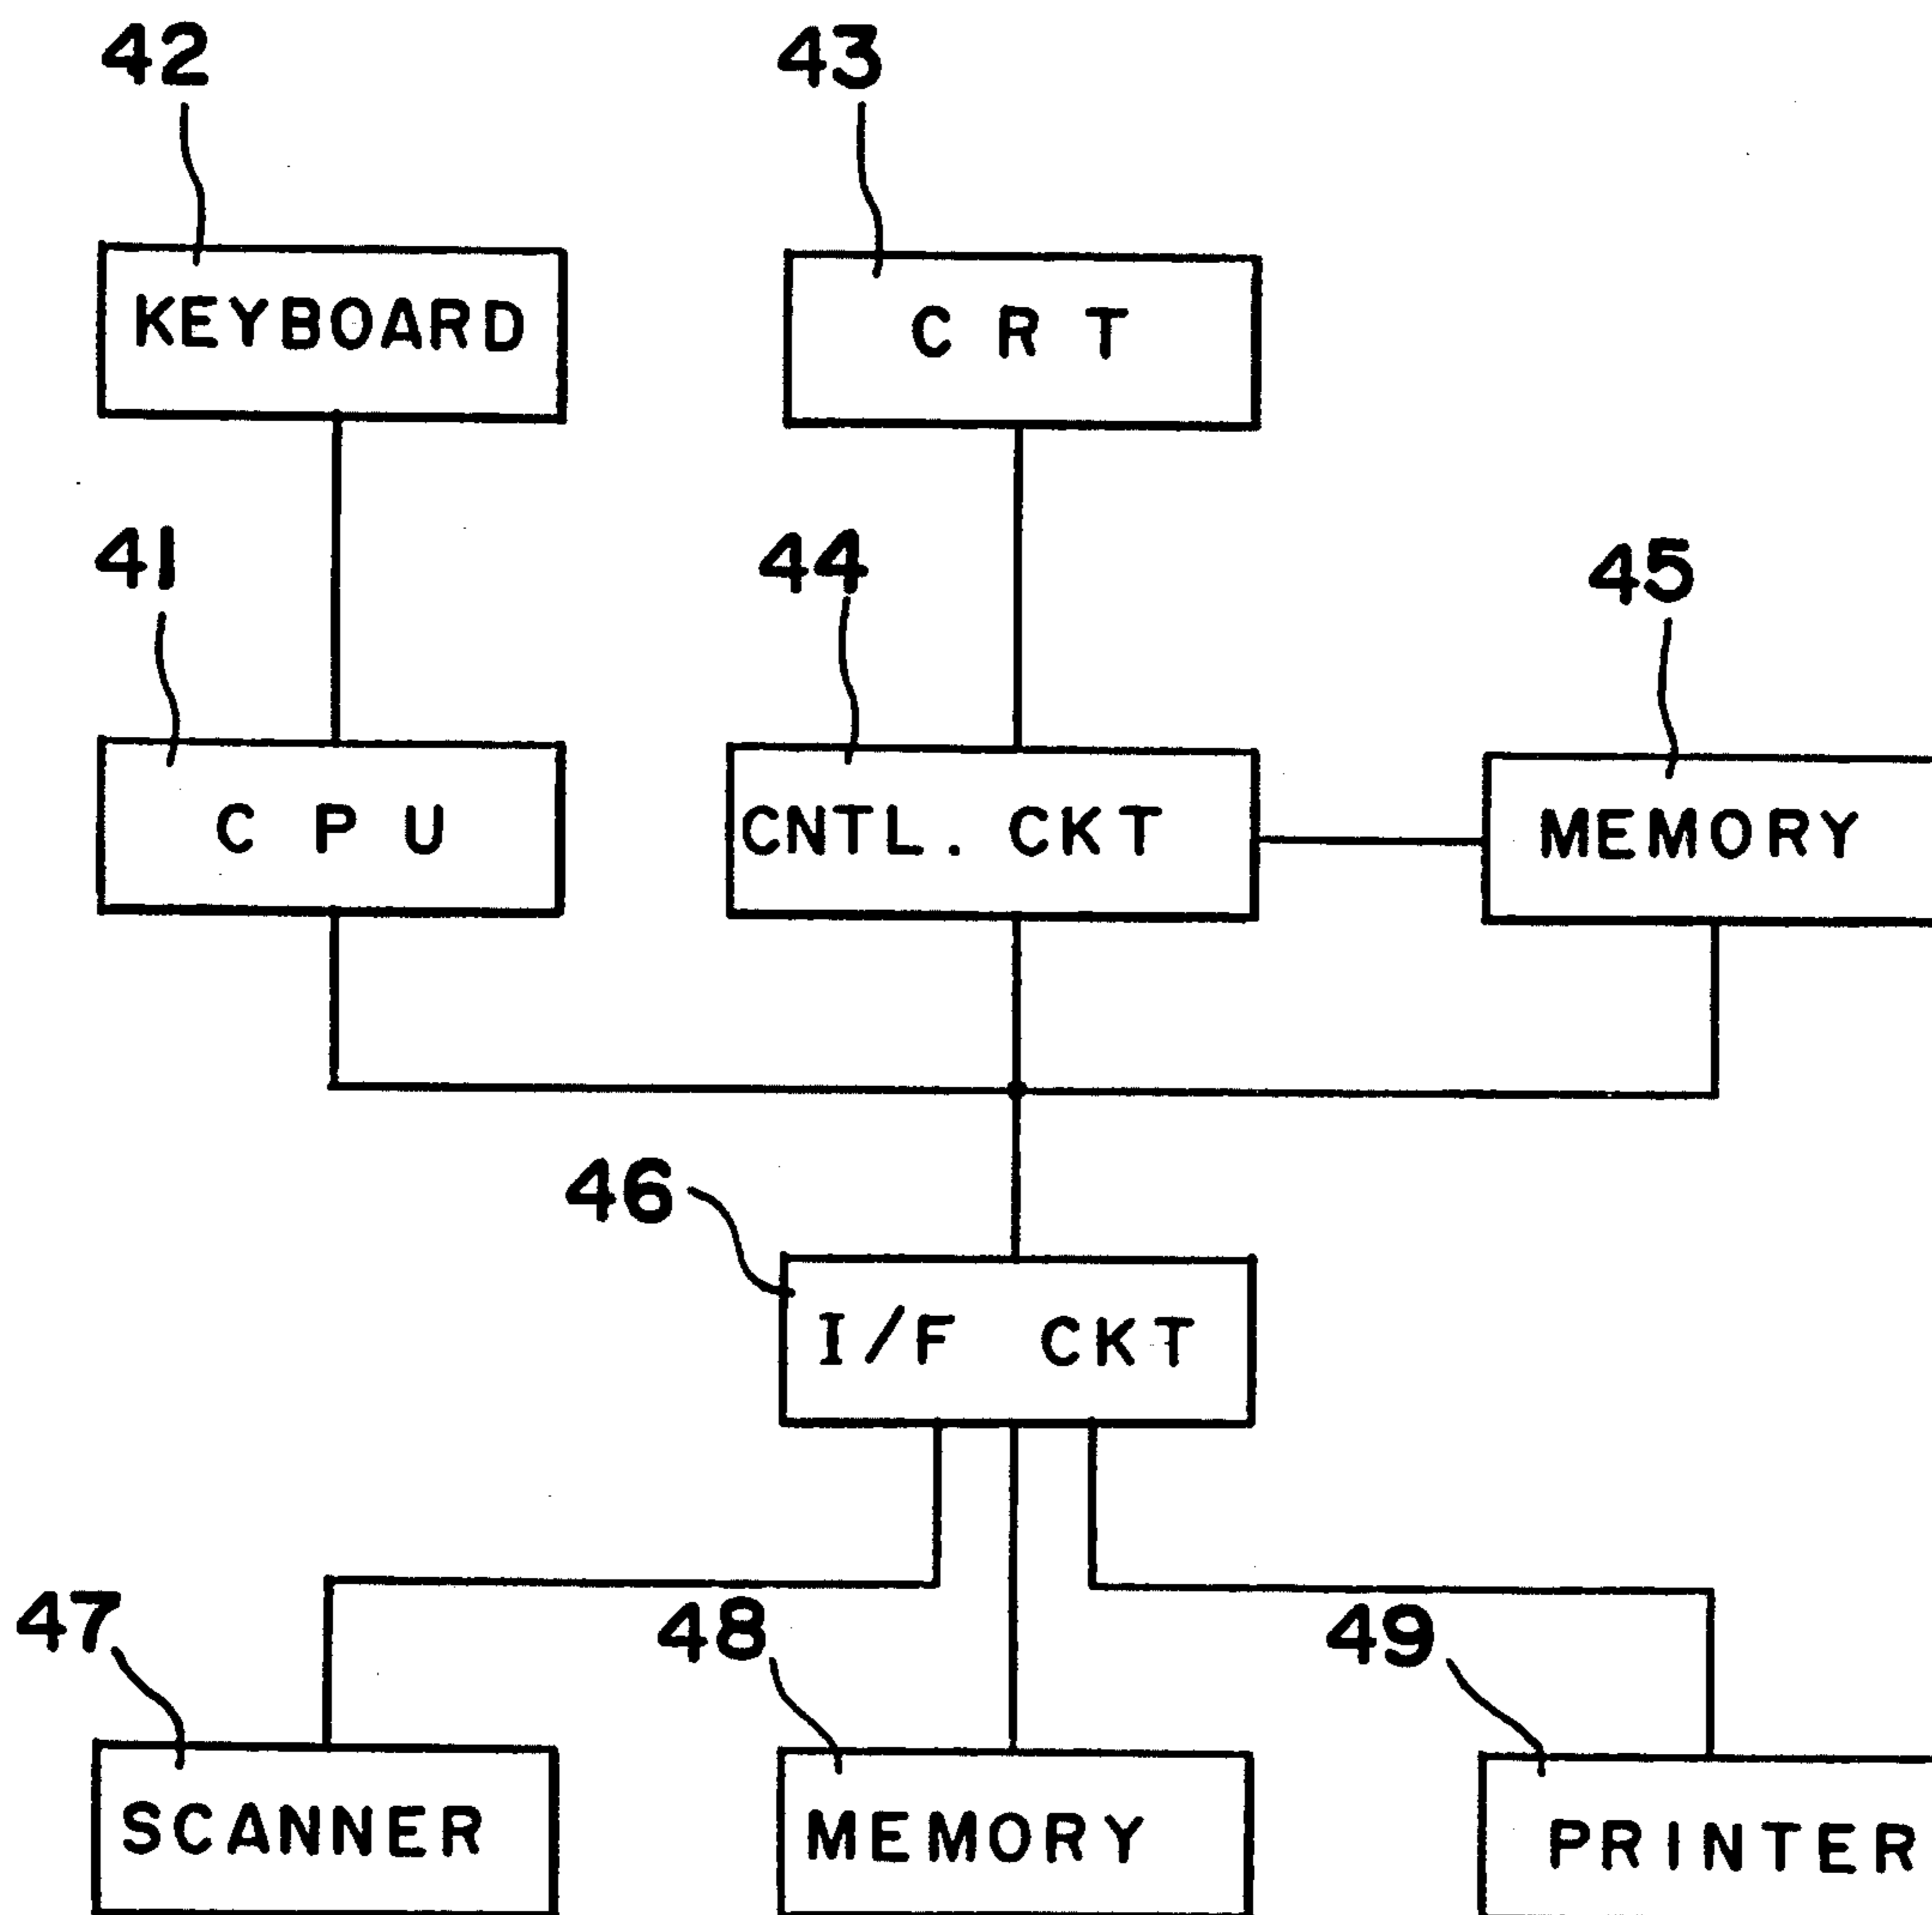 42
43
KEYBOARD
C R T
41
44
45
C P U
CNTL. CKT
MEMORY
46
I/F CKT
47
48
49
SCANNER
MEMORY
PRINTER